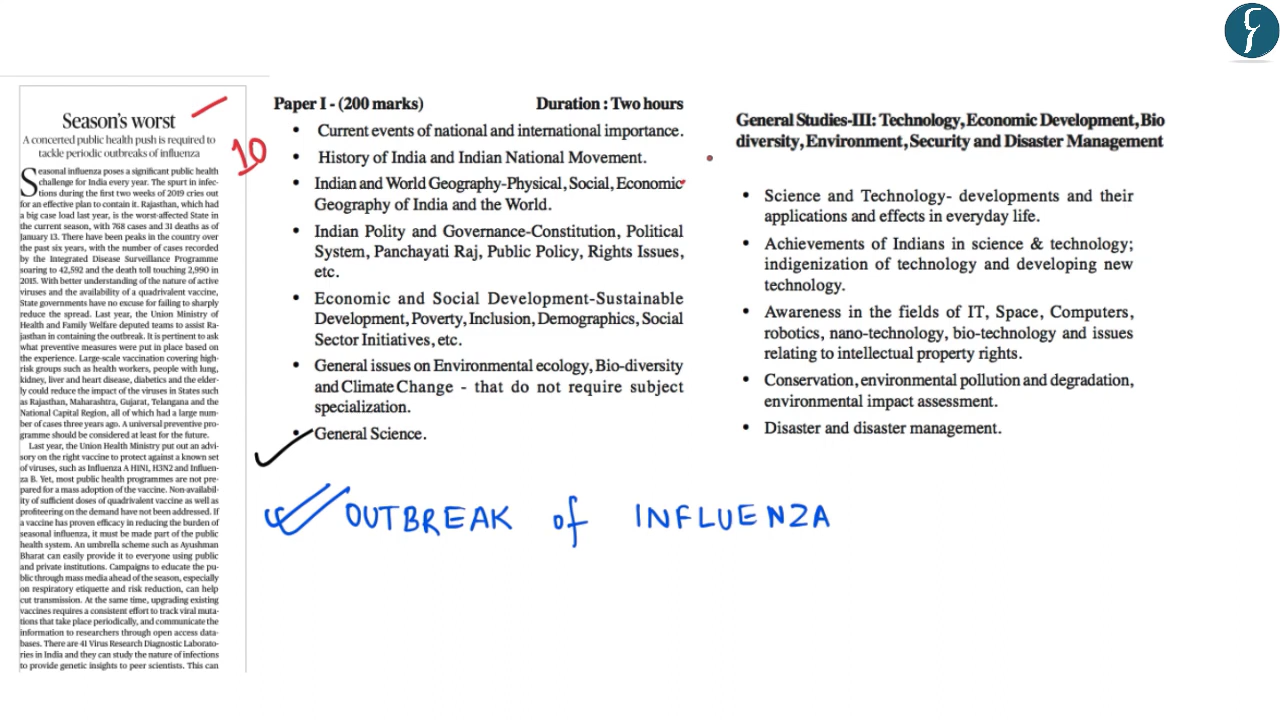 Season's worst
A concerted public health push is required to
tackle periodic outbreaks of influenza
10
Seasonal influenza poses a significant public health
challenge for India every year. The spurt in infec-
tions during the first two weeks of 2019 cries out
for an effective plan to contain it. Rajasthan, which had
a big case load last year, is the worst-affected State in
the current season, with 768 cases and 31 deaths as of
January 13. There have been peaks in the country over
the past six years, with the number of cases recorded
by the Integrated Disease Surveillance Programme
soaring to 42,592 and the death toll touching 2,990 in
2015. With better understanding of the nature of active
viruses and the availability of a quadrivalent vaccine,
State governments have no excuse for failing to sharply
reduce the spread. Last year, the Union Ministry of
Health and Family Welfare deputed teams to assist Ra-
jasthan in containing the outbreak. It is pertinent to ask
what preventive measures were put in place based on
the experience. Large-scale vaccination covering high-
risk groups such as health workers, people with lung,
kidney, liver and heart disease, diabetics and the elder-
ly could reduce the impact of the viruses in States such
as Rajasthan, Maharashtra, Gujarat, Telangana and the
National Capital Region, all of which had a large num-
ber of cases three years ago. A universal preventive pro-
gramme should be considered at least for the future.
Last year, the Union Health Ministry put out an advi-
sory on the right vaccine to protect against a known set
of viruses, such as Influenza A H1N1, H3N2 and Influen-
za B. Yet, most public health programmes are not pre-
pared for a mass adoption of the vaccine. Non-availabil-
ity of sufficient doses of quadrivalent vaccine as well as
profiteering on the demand have not been addressed. If
a vaccine has proven efficacy in reducing the burden of
seasonal influenza, it must be made part of the public
health system. An umbrella scheme such as Ayushman
Bharat can easily provide it to everyone using public
and private institutions. Campaigns to educate the pu-
blic through mass media ahead of the season, especially
on respiratory etiquette and risk reduction, can help
cut transmission. At the same time, upgrading existing
vaccines requires a consistent effort to track viral muta-
tions that take place periodically, and communicate the
information to researchers through open access data-
bases. There are 41 Virus Research Diagnostic Laborato-
ries in India and they can study the nature of infections
to provide genetic insights to peer scientists. This can
Paper I - (200 marks) Duration : Two hours
• Current events of national and international importance.
• History of India and Indian National Movement.
• Indian and World Geography-Physical, Social, Economic
Geography of India and the World.
• Indian Polity and Governance-Constitution, Political
System, Panchayati Raj, Public Policy, Rights Issues,
etc.
• Economic and Social Development-Sustainable
Development, Poverty, Inclusion, Demographics, Social
Sector Initiatives, etc.
• General issues on Environmental ecology, Bio-diversity
and Climate Change - that do not require subject
specialization.
• General Science.
General Studies-III: Technology, Economic Development, Bio
diversity, Environment, Security and Disaster Management
• Science and Technology- developments and their
applications and effects in everyday life.
• Achievements of Indians in science & technology;
indigenization of technology and developing new
technology.
• Awareness in the fields of IT, Space, Computers,
robotics, nano-technology, bio-technology and issues
relating to intellectual property rights.
• Conservation, environmental pollution and degradation,
environmental impact assessment.
• Disaster and disaster management.
OUTBREAK of INFLUENZA